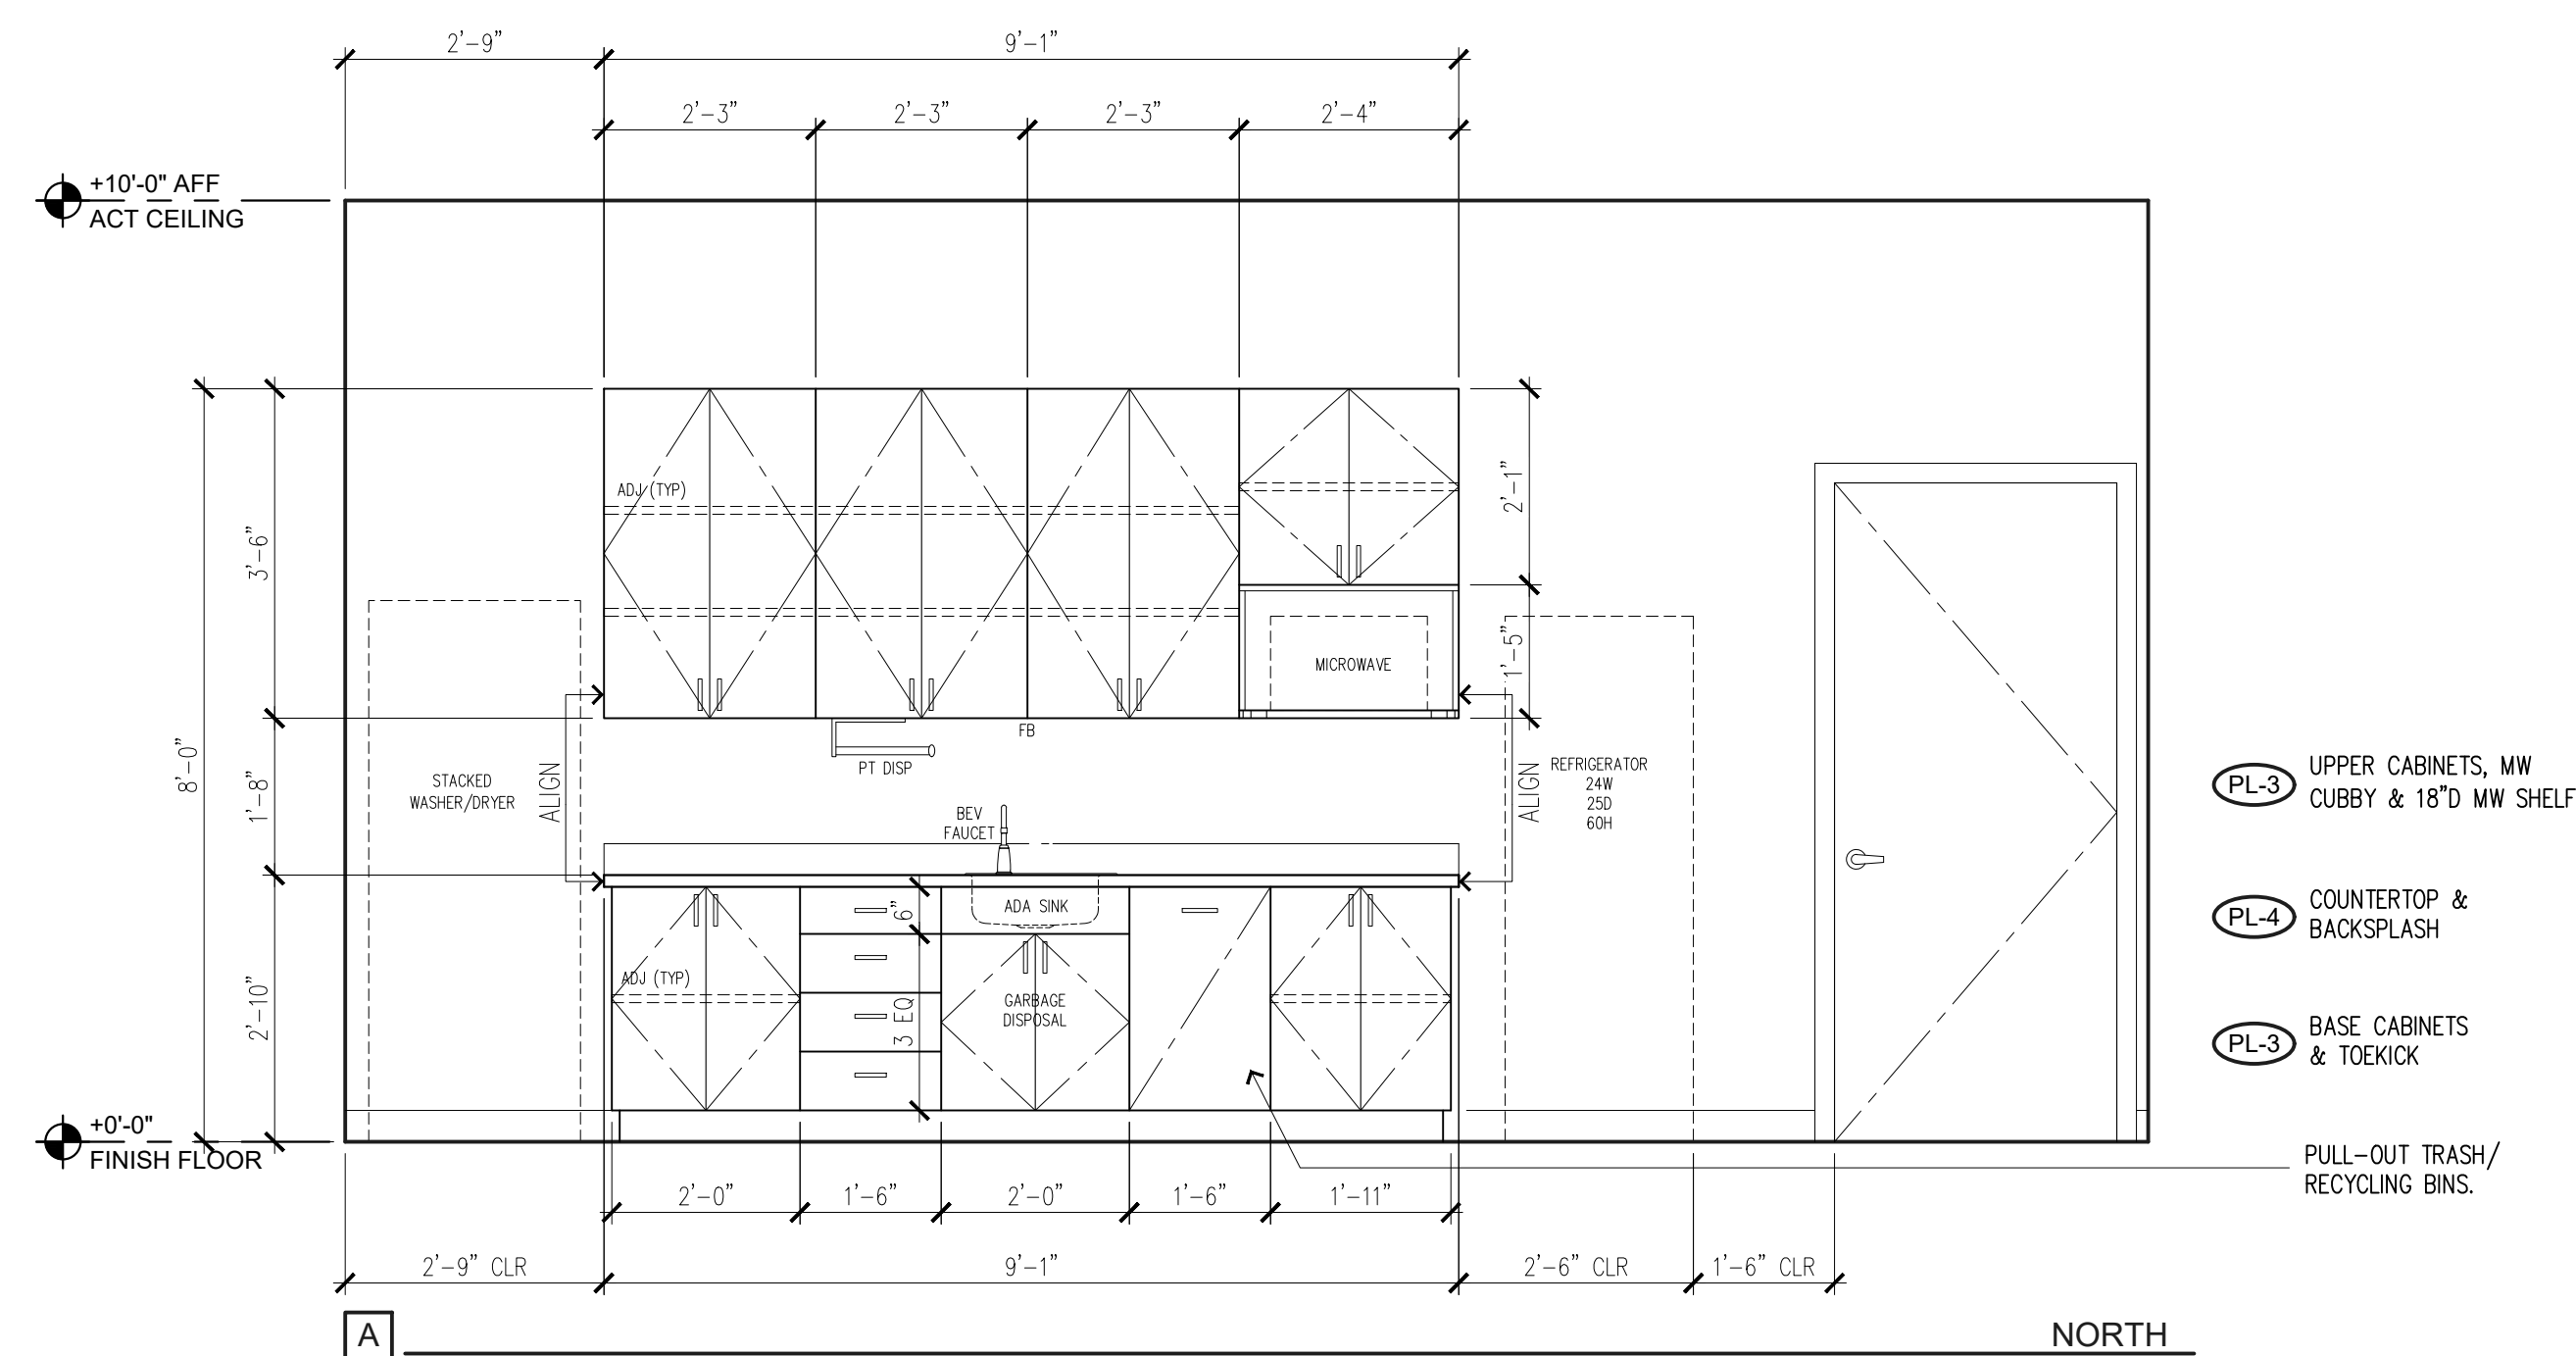 2'-9" 9'-1"
2'-3" 2'-3" 2'-3" 2'-4"
+10'-0" AFF
ACT CEILING
ADJ (TYP)
2'-1"
3'-6"
1'-5"
MICROWAVE
FB
PT DISP
8'-0"
1'-8"
STACKED
WASHER/DRYER
ALIGN
BEV
FAUCET
ALIGN
REFRIGERATOR
24W
25D
60H
PL-3
UPPER CABINETS, MW
CUBBY & 18"D MW SHELF
6"
ADA SINK
PL-4
COUNTERTOP &
BACKSPLASH
2'-10"
ADJ (TYP)
3 EQ
GARBAGE
DISPOSAL
PL-3
BASE CABINETS
& TOEKICK
+0'-0"
FINISH FLOOR
PULL-OUT TRASH/
RECYCLING BINS.
2'-0" 1'-6" 2'-0" 1'-6" 1'-11"
2'-9" CLR 9'-1" 2'-6" CLR 1'-6" CLR
A NORTH